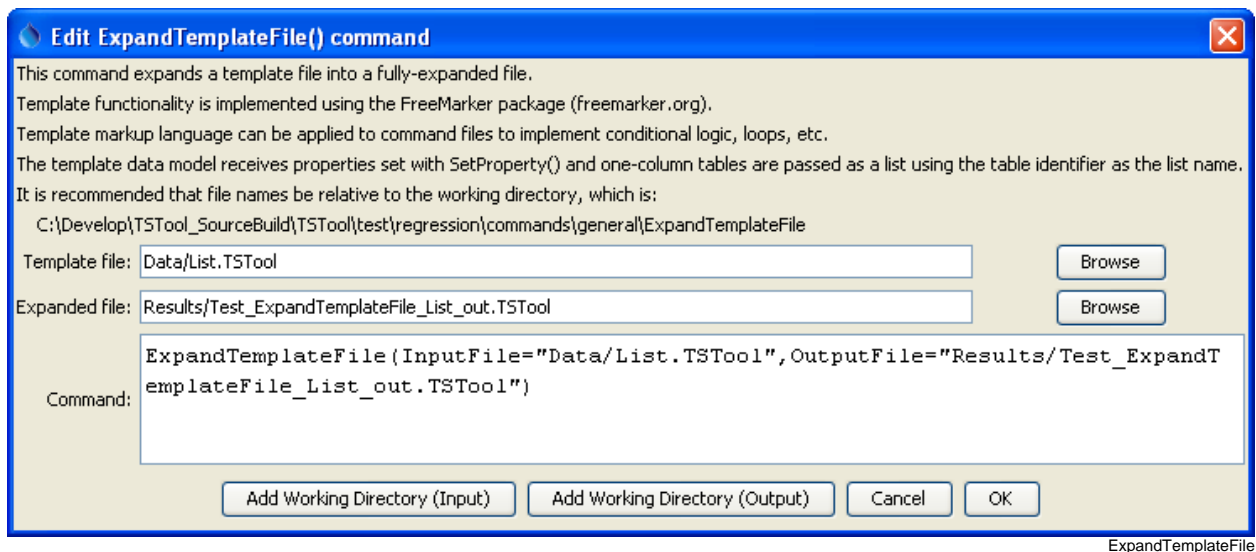 Edit ExpandTemplateFile() command
This command expands a template file into a fully-expanded file.
Template functionality is implemented using the FreeMarker package (freemarker.org).
Template markup language can be applied to command files to implement conditional logic, loops, etc.
The template data model receives properties set with SetProperty() and one-column tables are passed as a list using the table identifier as the list name.
It is recommended that file names be relative to the working directory, which is:
C:\Develop\TSTool_SourceBuild\TSTool\test\regression\commands\general\ExpandTemplateFile
Template file: Data/List.TSTool Browse
Expanded file: Results/Test_ExpandTemplateFile_List_out.TSTool Browse
Command: ExpandTemplateFile(InputFile="Data/List.TSTool",OutputFile="Results/Test_ExpandT
emplateFile_List_out.TSTool")
Add Working Directory (Input) Add Working Directory (Output) Cancel OK
ExpandTemplateFile